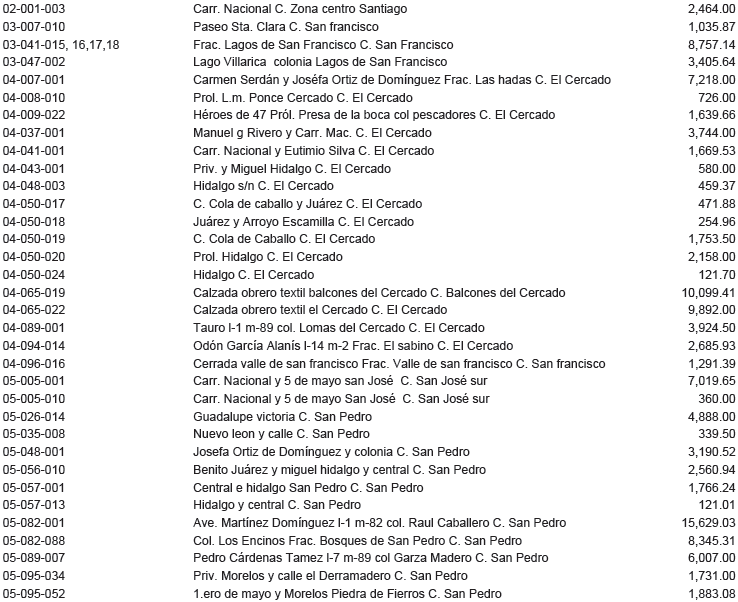 02-001-003 Carr. Nacional C. Zona centro Santiago 2,464.00
03-007-010 Paseo Sta. Clara C. San francisco 1,035.87
03-041-015, 16,17,18 Frac. Lagos de San Francisco C. San Francisco 8,757.14
03-047-002 Lago Villarica  colonia Lagos de San Francisco 3,405.64
04-007-001 Carmen Serdán y Joséfa Ortiz de Domínguez Frac. Las hadas C. El Cercado 7,218.00
04-008-010 Prol. L.m. Ponce Cercado C. El Cercado 726.00
04-009-022 Héroes de 47 Pról. Presa de la boca col pescadores C. El Cercado 1,639.66
04-037-001 Manuel g Rivero y Carr. Mac. C. El Cercado 3,744.00
04-041-001 Carr. Nacional y Eutimio Silva C. El Cercado 1,669.53
04-043-001 Priv. y Miguel Hidalgo C. El Cercado 580.00
04-048-003 Hidalgo s/n C. El Cercado 459.37
04-050-017 C. Cola de caballo y Juárez C. El Cercado 471.88
04-050-018 Juárez y Arroyo Escamilla C. El Cercado 254.96
04-050-019 C. Cola de Caballo C. El Cercado 1,753.50
04-050-020 Prol. Hidalgo C. El Cercado 2,158.00
04-050-024 Hidalgo C. El Cercado 121.70
04-065-019 Calzada obrero textil balcones del Cercado C. Balcones del Cercado 10,099.41
04-065-022 Calzada obrero textil el Cercado C. El Cercado 9,892.00
04-089-001 Tauro l-1 m-89 col. Lomas del Cercado C. El Cercado 3,924.50
04-094-014 Odón García Alanís l-14 m-2 Frac. El sabino C. El Cercado 2,685.93
04-096-016 Cerrada valle de san francisco Frac. Valle de san francisco C. San francisco 1,291.39
05-005-001 Carr. Nacional y 5 de mayo san José  C. San José sur 7,019.65
05-005-010 Carr. Nacional y 5 de mayo San José  C. San José sur 360.00
05-026-014 Guadalupe victoria C. San Pedro 4,888.00
05-035-008 Nuevo leon y calle C. San Pedro 339.50
05-048-001 Josefa Ortiz de Domínguez y colonia C. San Pedro 3,190.52
05-056-010 Benito Juárez y miguel hidalgo y central C. San Pedro 2,560.94
05-057-001 Central e hidalgo San Pedro C. San Pedro 1,766.24
05-057-013 Hidalgo y central C. San Pedro 121.01
05-082-001 Ave. Martínez Domínguez l-1 m-82 col. Raul Caballero C. San Pedro 15,629.03
05-082-088 Col. Los Encinos Frac. Bosques de San Pedro C. San Pedro 8,345.31
05-089-007 Pedro Cárdenas Tamez l-7 m-89 col Garza Madero C. San Pedro 6,007.00
05-095-034 Priv. Morelos y calle el Derramadero C. San Pedro 1,731.00
05-095-052 1.ero de mayo y Morelos Piedra de Fierros C. San Pedro 1,883.08